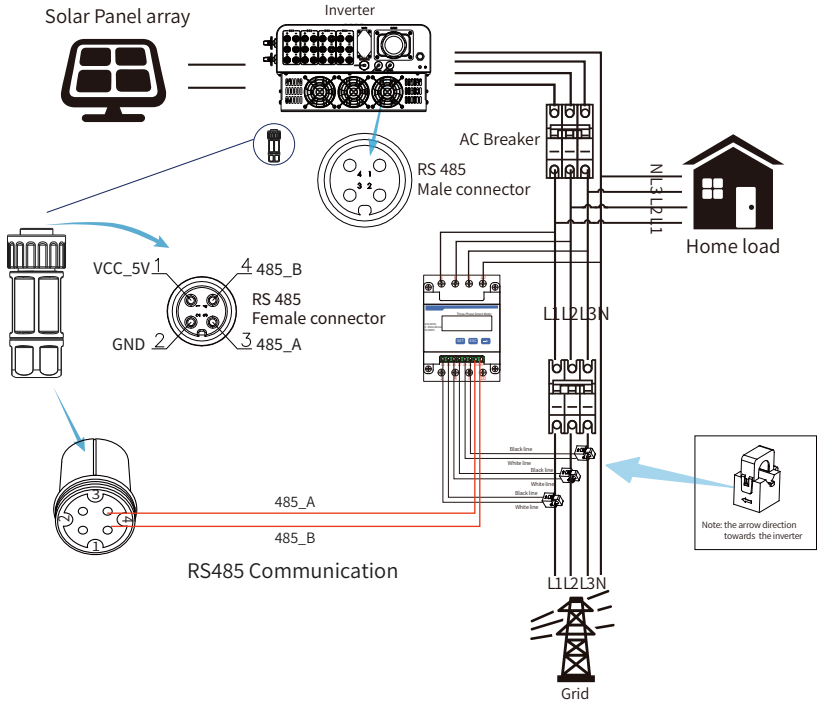 Solar Panel array
Inverter
AC Breaker
RS 485
Male connector
4 1
3 2
N
L3
L2
L1
Home load
VCC_5V 1
4 485_B
RS 485
Female connector
GND 2
3 485_A
L1L2L3N
Black line
White line
Black line
White line
Black line
White line
Note: the arrow direction
towards the inverter
3
2
4
1
485_A
485_B
RS485 Communication
L1L2L3N
Grid